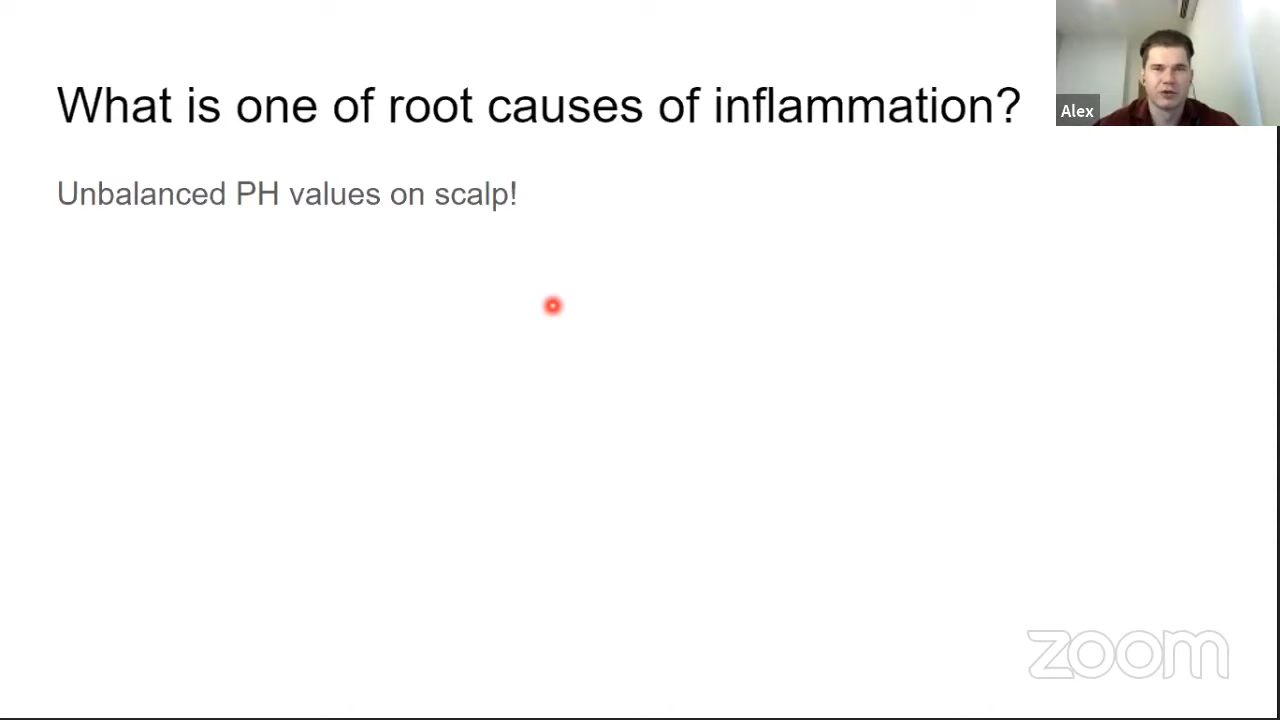 What is one of root causes of inflammation?
Alex
Unbalanced PH values on scalp!
zoom